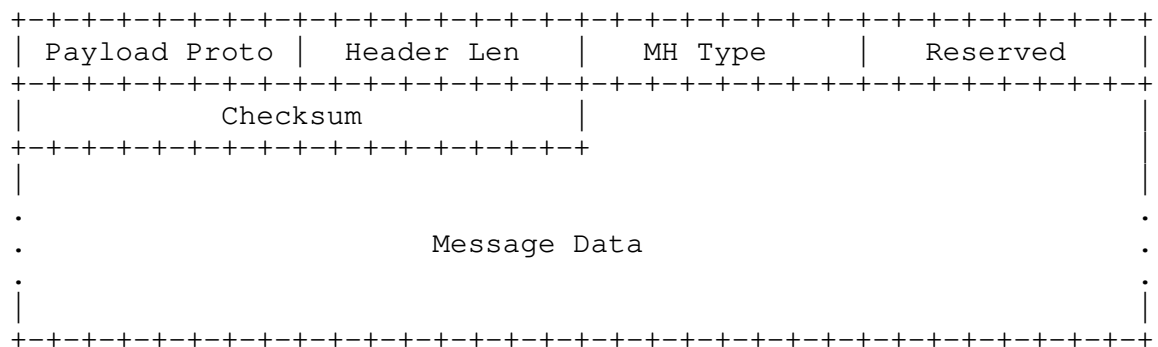 +-+-+-+-+-+-+-+-+-+-+-+-+-+-+-+-+-+-+-+-+-+-+-+-+-+-+-+-+-+-+-+-+
| Payload Proto |  Header Len   |   MH Type     |   Reserved    |
+-+-+-+-+-+-+-+-+-+-+-+-+-+-+-+-+-+-+-+-+-+-+-+-+-+-+-+-+-+-+-+-+
|           Checksum            |                               |
+-+-+-+-+-+-+-+-+-+-+-+-+-+-+-+-+                               |
|                                                               |
.                                                               .
.                       Message Data                            .
.                                                               .
|                                                               |
+-+-+-+-+-+-+-+-+-+-+-+-+-+-+-+-+-+-+-+-+-+-+-+-+-+-+-+-+-+-+-+-+